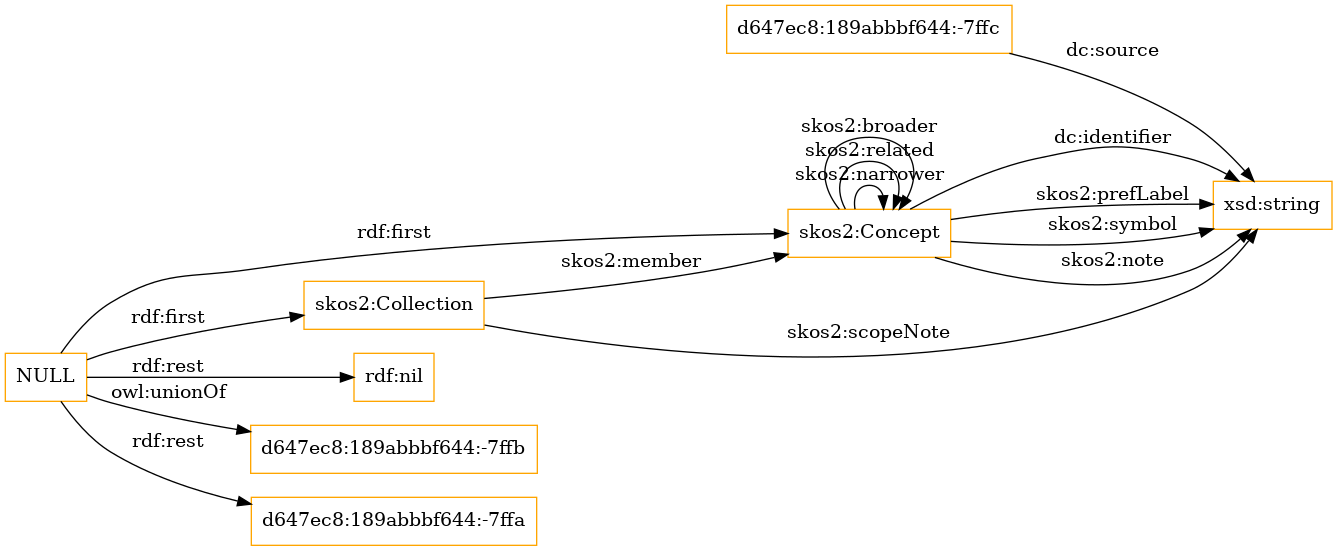 d647ec8:189abbbf644:-7ffc
dc:source
skos2:broader
skos2:related
skos2:narrower
dc:identifier
skos2:prefLabel
xsd:string
skos2:symbol
rdf:first
skos2:Concept
skos2:member
skos2:note
rdf:first
skos2:Collection
skos2:scopeNote
NULL
rdf:rest
rdf:nil
owl:unionOf
rdf:rest
d647ec8:189abbbf644:-7ffb
d647ec8:189abbbf644:-7ffa